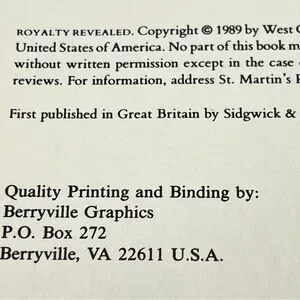 ROYALTY REVEALED. Copyright © 1989 by West
United States of America. No part of this book
without written permission except in the case
reviews. For information, address St. Martin's
First published in Great Britain by Sidgwick &
Quality Printing and Binding by:
Berryville Graphics
P.O. Box 272
Berryville, VA 22611 U.S.A.